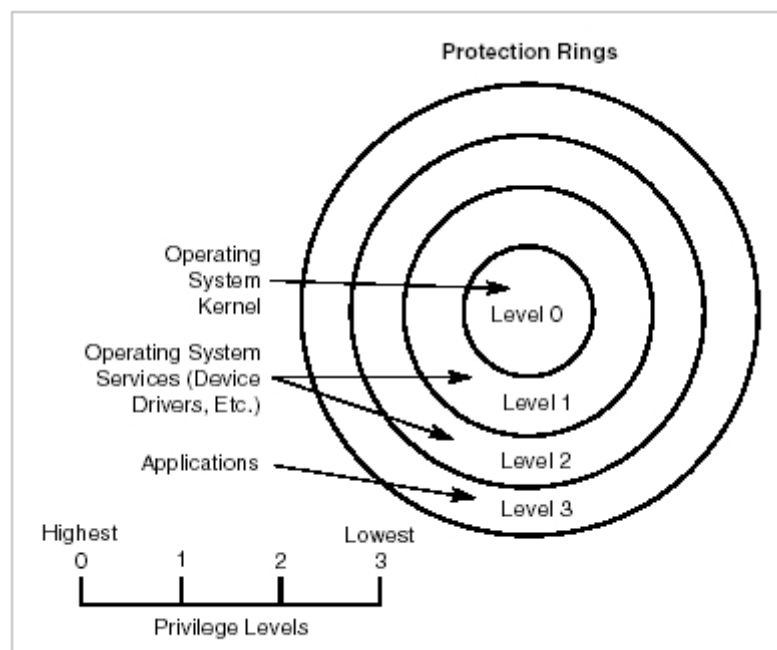 Protection Rings
Operating
System
Kernel
Level 0
Operating System
Services (Device
Drivers, Etc.)
Level 1
Applications
Level 2
Level 3
Highest
Lowest
0
1
2
3
Privilege Levels